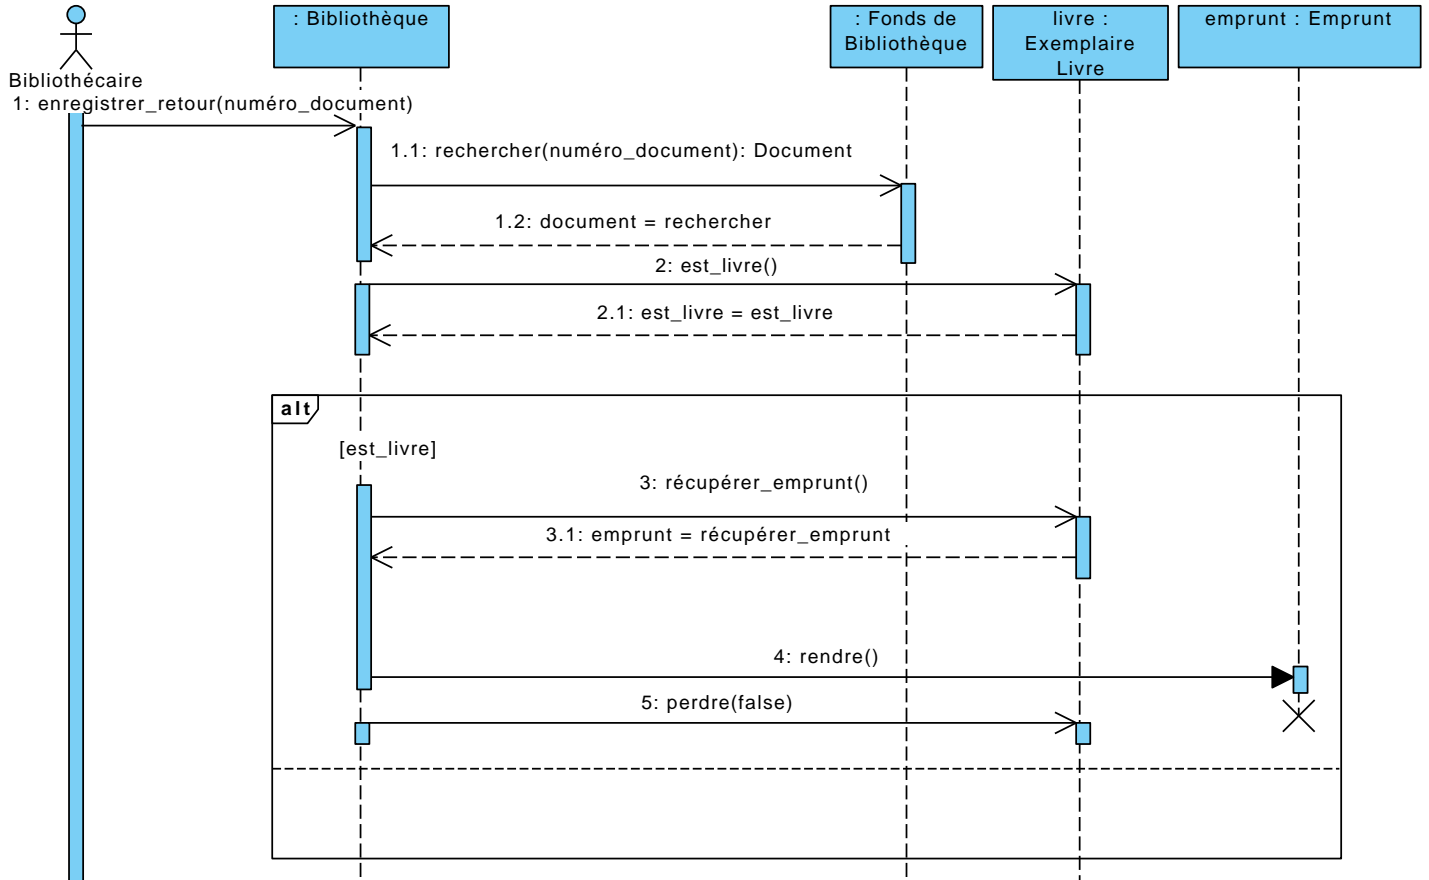 : Bibliothèque
: Fonds de
Bibliothèque
livre :
Exemplaire
Livre
emprunt : Emprunt
Bibliothécaire
1: enregistrer_retour(numéro_document)
1.1: rechercher(numéro_document): Document
1.2: document = rechercher
2: est_livre()
2.1: est_livre = est_livre
alt
[est_livre]
3: récupérer_emprunt()
3.1: emprunt = récupérer_emprunt
4: rendre()
5: perdre(false)